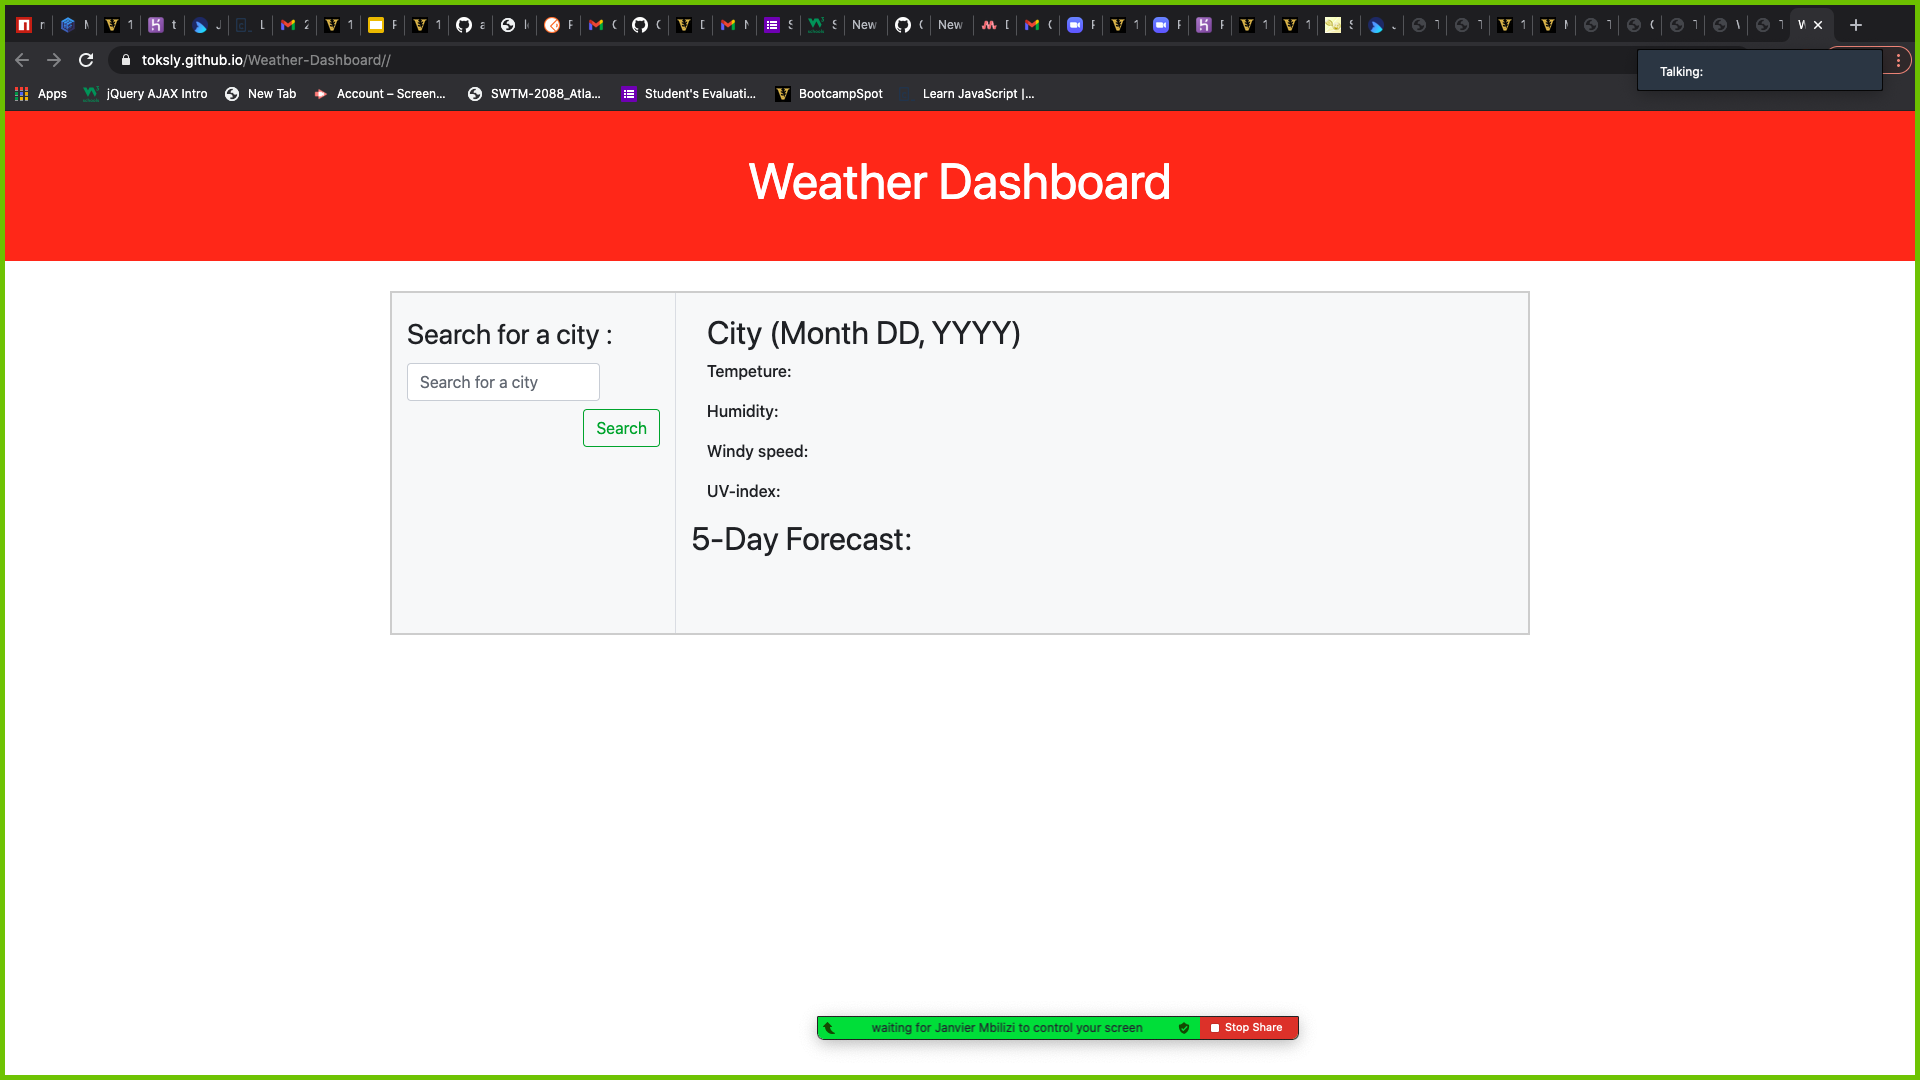 New
New
toksly.github.io/Weather-Dashboard//
Talking:
Apps jQuery AJAX Intro New Tab Account – Screen... SWTM-2088_Atla... Student's Evaluati... BootcampSpot Learn JavaScript |...
Weather Dashboard
Search for a city :
Search for a city
Search
City (Month DD, YYYY)
Tempeture:
Humidity:
Windy speed:
UV-index:
5-Day Forecast:
waiting for Janvier Mbilizi to control your screen
Stop Share